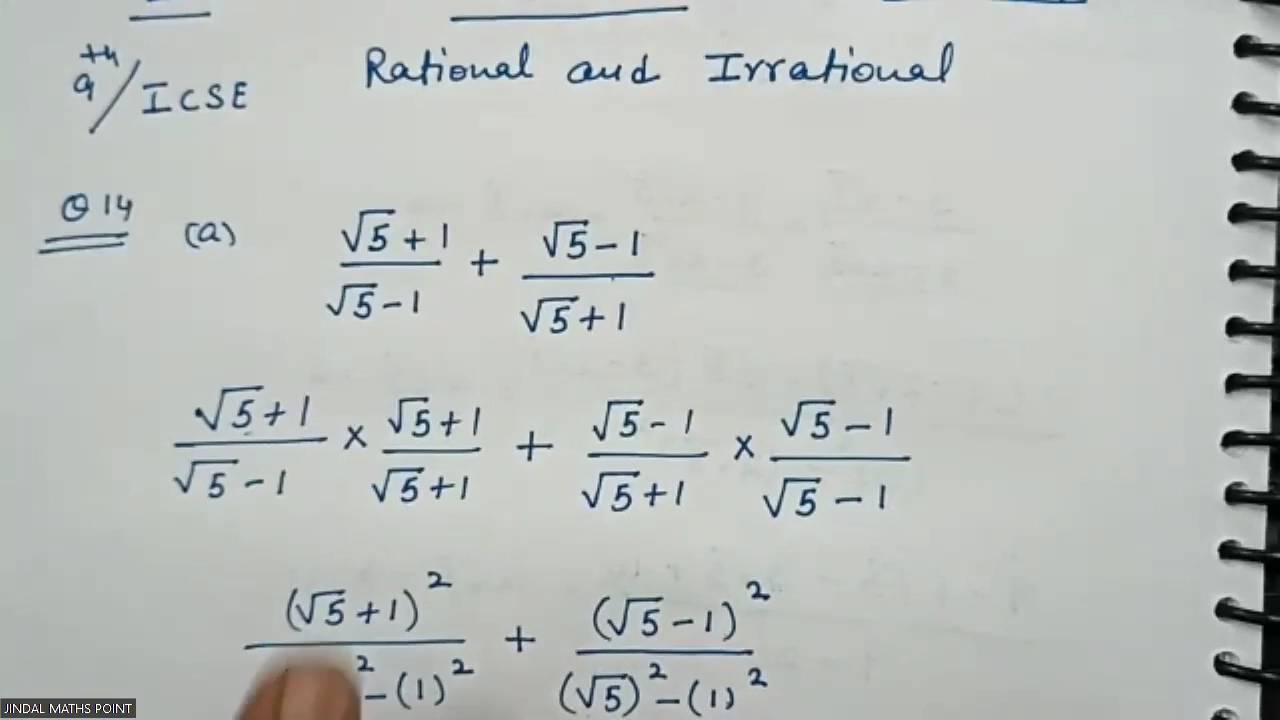 9th/ICSE Rational and Irrational
Q14 (a) (√5+1)/(√5-1) + (√5-1)/(√5+1)
(√5+1)/(√5-1) × (√5+1)/(√5+1) + (√5-1)/(√5+1) × (√5-1)/(√5-1)
(√5+1)² + (√5-1)²
² - (1)² (√5)² - (1)²
JINDAL MATHS POINT